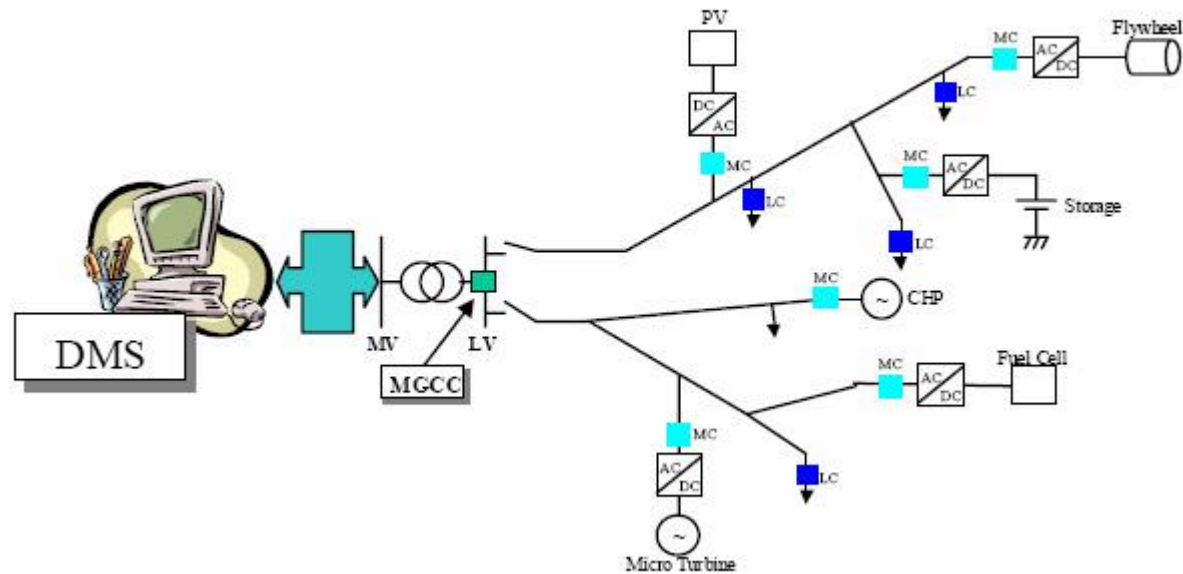 PV
MC
Flywheel
AC
DC
DC
AC
LC
MC
MC
AC
DC
LC
Storage
LC
MC
~
CHP
DMS
MV
LV
MGCC
MC
AC
DC
Fuel Cell
MC
AC
DC
LC
~
Micro Turbine